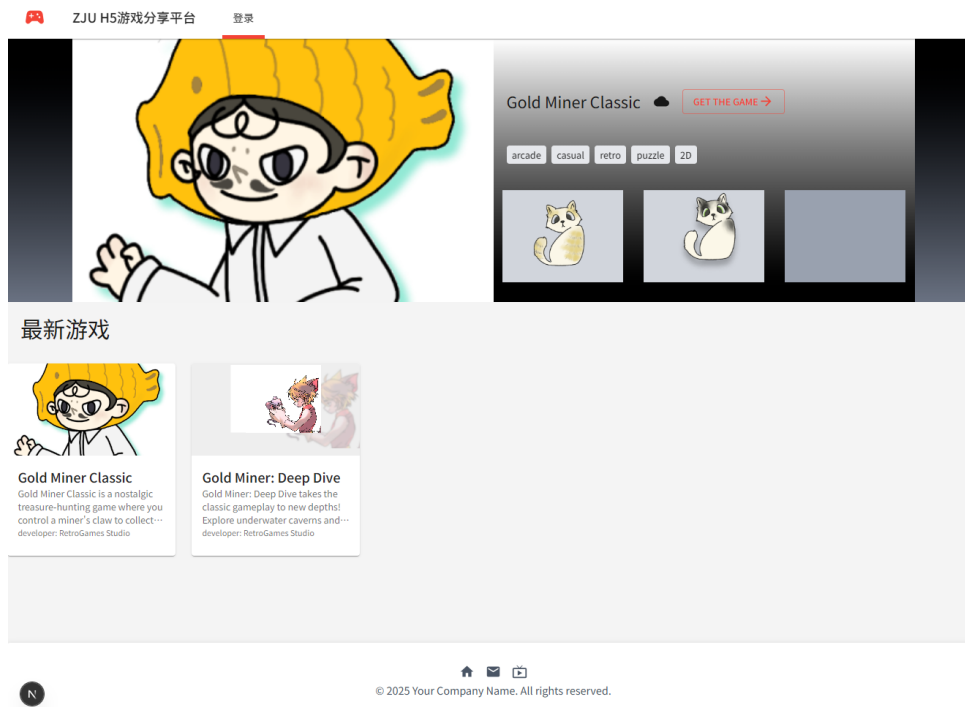 ZJU H5游戏分享平台 登录
Gold Miner Classic GET THE GAME
arcade casual retro puzzle 2D
最新游戏
Gold Miner Classic
Gold Miner Classic is a nostalgic
treasure-hunting game where you
control a miner's claw to collect…
developer: RetroGames Studio
Gold Miner: Deep Dive
Gold Miner: Deep Dive takes the
classic gameplay to new depths!
Explore underwater caverns and…
developer: RetroGames Studio
N
© 2025 Your Company Name. All rights reserved.